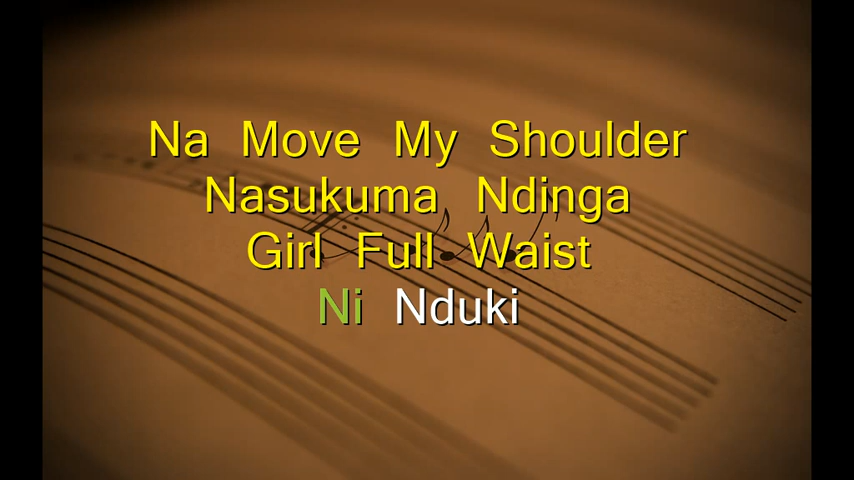 Na Move My Shoulder
Nasukuma Ndinga
Girl Full Waist
Ni Nduki